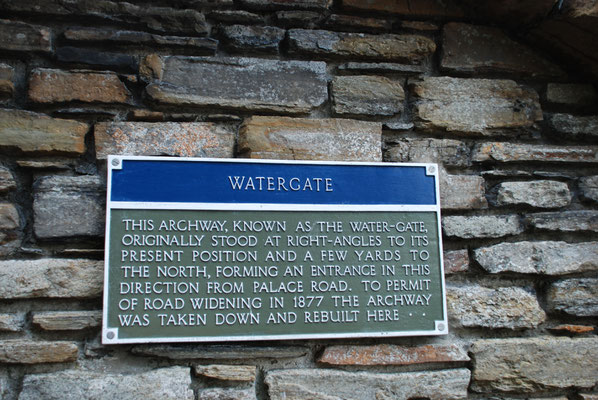 WATERGATE
THIS ARCHWAY, KNOWN AS THE WATER-GATE,
ORIGINALLY STOOD AT RIGHT-ANGLES TO ITS
PRESENT POSITION AND A FEW YARDS TO
THE NORTH, FORMING AN ENTRANCE IN THIS
DIRECTION FROM PALACE ROAD. TO PERMIT
OF ROAD WIDENING IN 1877 THE ARCHWAY
WAS TAKEN DOWN AND REBUILT HERE · ·